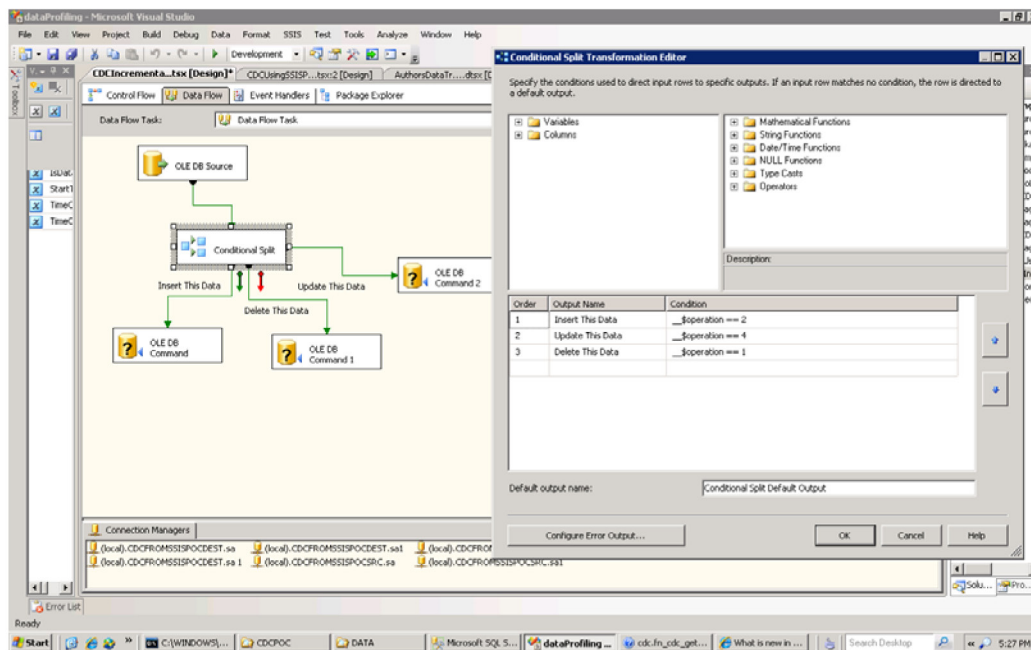 dataProfiling - Microsoft Visual Studio
File Edit View Project Build Debug Data Format SSIS Test Tools Analyze Window Help
Development
CDCIncrementa...tsx [Design]* CDCUsingSSISP...tsx:2 [Design] AuthorsDataTr....dtsx [D
Control Flow Data Flow Event Handlers Package Explorer
Data Flow Task: Data Flow Task
Toolbox
StartT
TimeC
TimeC
OLE DB Source
Conditional Split
Insert This Data
Update This Data
Delete This Data
OLE DB Command
OLE DB Command 1
OLE DB Command 2
Connection Managers
(local).CDCFROMSSISPOCDEST.sa (local).CDCFROMSSISPOCDEST.sa1
(local).CDCFROMSSISPOCDEST.sa 1 (local).CDCFROMSSISPOCSRC.sa (local).CDCFROMSSISPOCSRC.sa1
Conditional Split Transformation Editor
Specify the conditions used to direct input rows to specific outputs. If an input row matches no condition, the row is directed to
a default output.
Variables
Columns
Mathematical Functions
String Functions
Date/Time Functions
NULL Functions
Type Casts
Operators
Description:
Order Output Name Condition
1 Insert This Data __$operation == 2
2 Update This Data __$operation == 4
3 Delete This Data __$operation == 1
Default output name: Conditional Split Default Output
Configure Error Output... OK Cancel Help
Solu... Pro...
Error List
Ready
Start C:\WINDOWS\... CDCPOC DATA Microsoft SQL S... dataProfiling ... cdc.fn_cdc_get... What is new in ... Search Desktop 5:27 PM